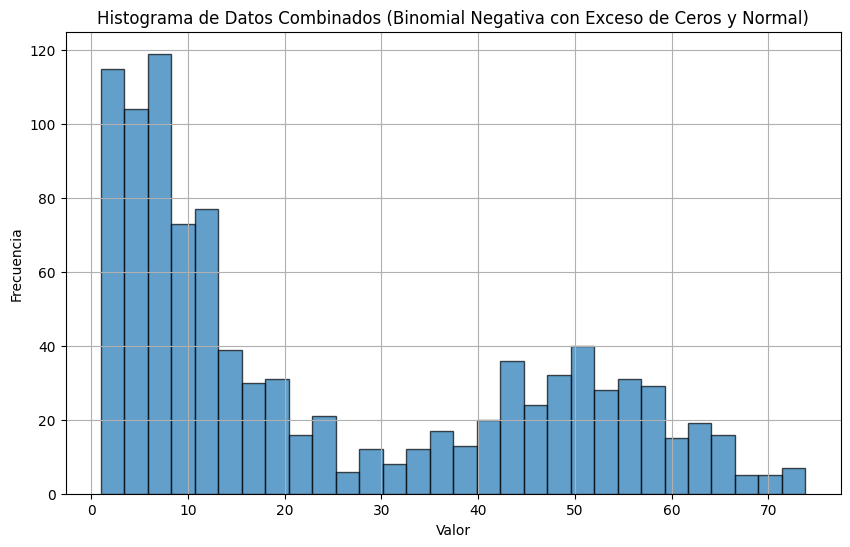 Histograma de Datos Combinados (Binomial Negativa con Exceso de Ceros y Normal)
120
100
80
60
40
20
0
Frecuencia
0 10 20 30 40 50 60 70
Valor